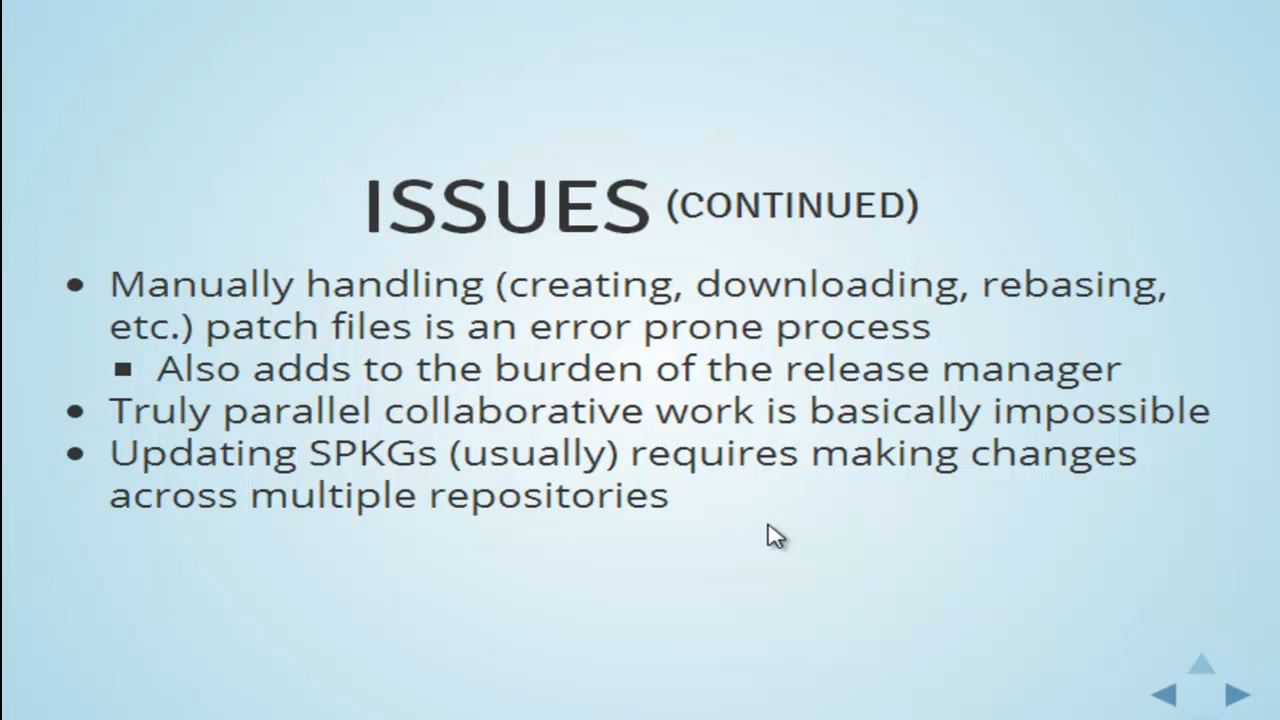 ISSUES (CONTINUED)
• Manually handling (creating, downloading, rebasing,
etc.) patch files is an error prone process
▪ Also adds to the burden of the release manager
• Truly parallel collaborative work is basically impossible
• Updating SPKGs (usually) requires making changes
across multiple repositories